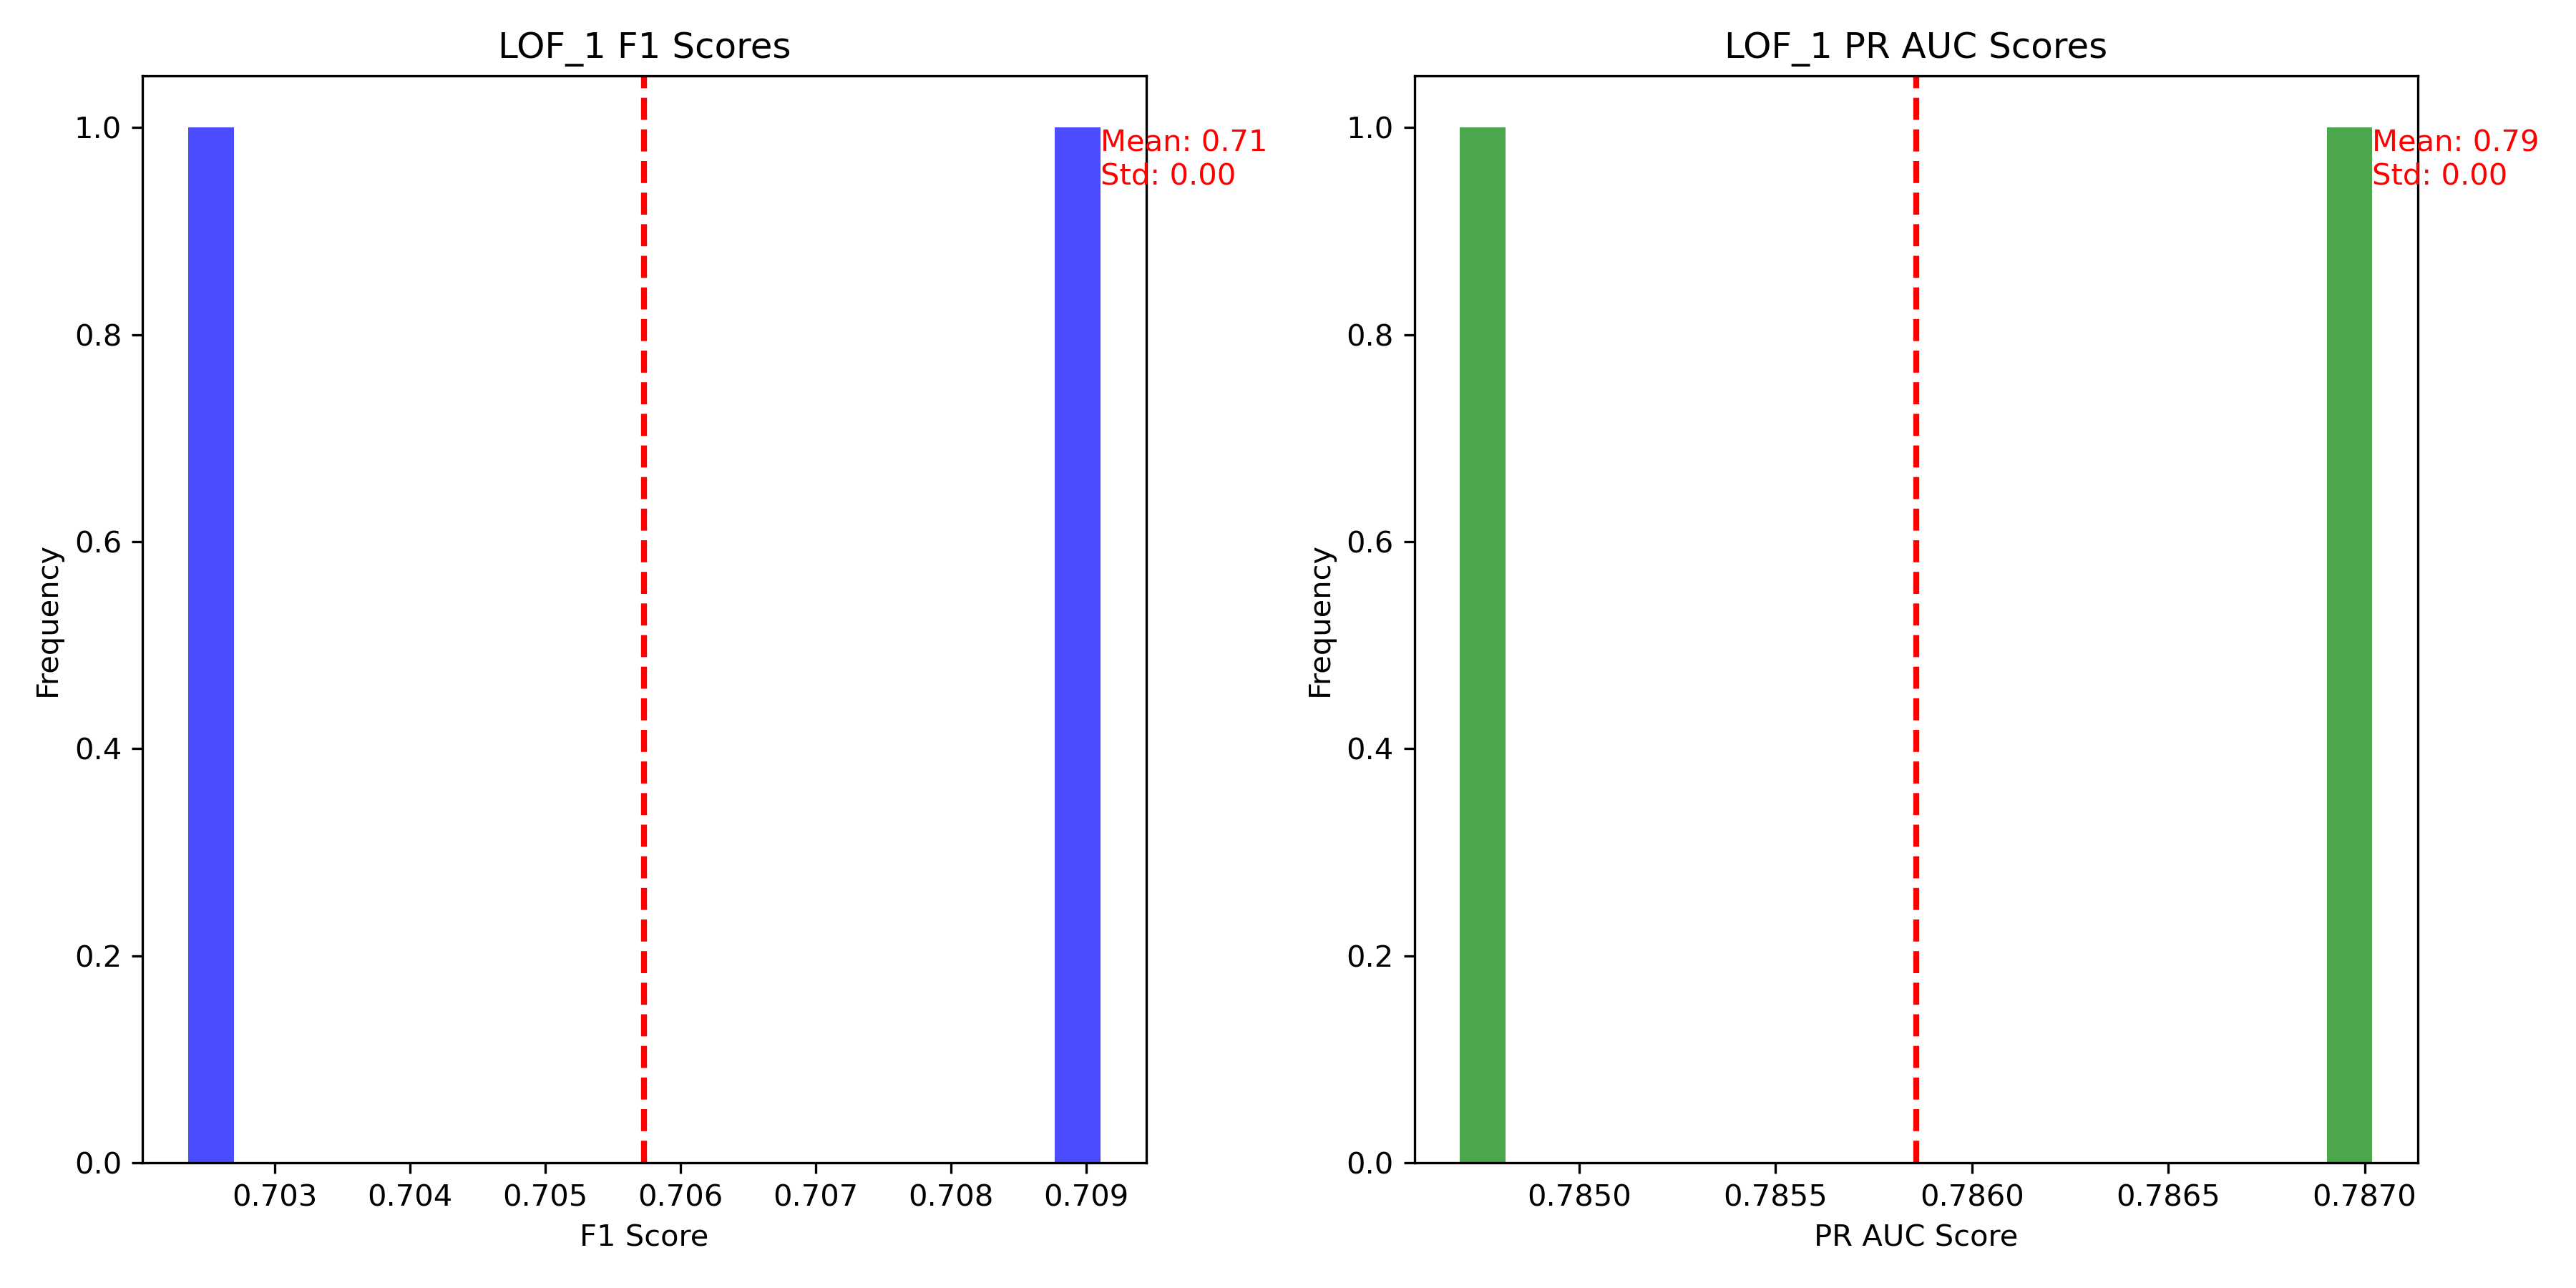 LOF_1 F1 Scores
1.0
0.8
0.6
0.4
0.2
0.0
Frequency
Mean: 0.71
Std: 0.00
0.703 0.704 0.705 0.706 0.707 0.708 0.709
F1 Score
LOF_1 PR AUC Scores
1.0
0.8
0.6
0.4
0.2
0.0
Frequency
Mean: 0.79
Std: 0.00
0.7850 0.7855 0.7860 0.7865 0.7870
PR AUC Score